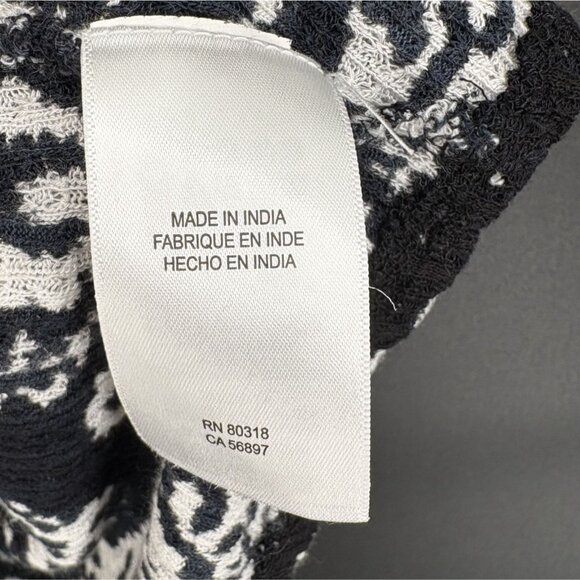 MADE IN INDIA
FABRIQUE EN INDE
HECHO EN INDIA
RN 80318
CA 56897